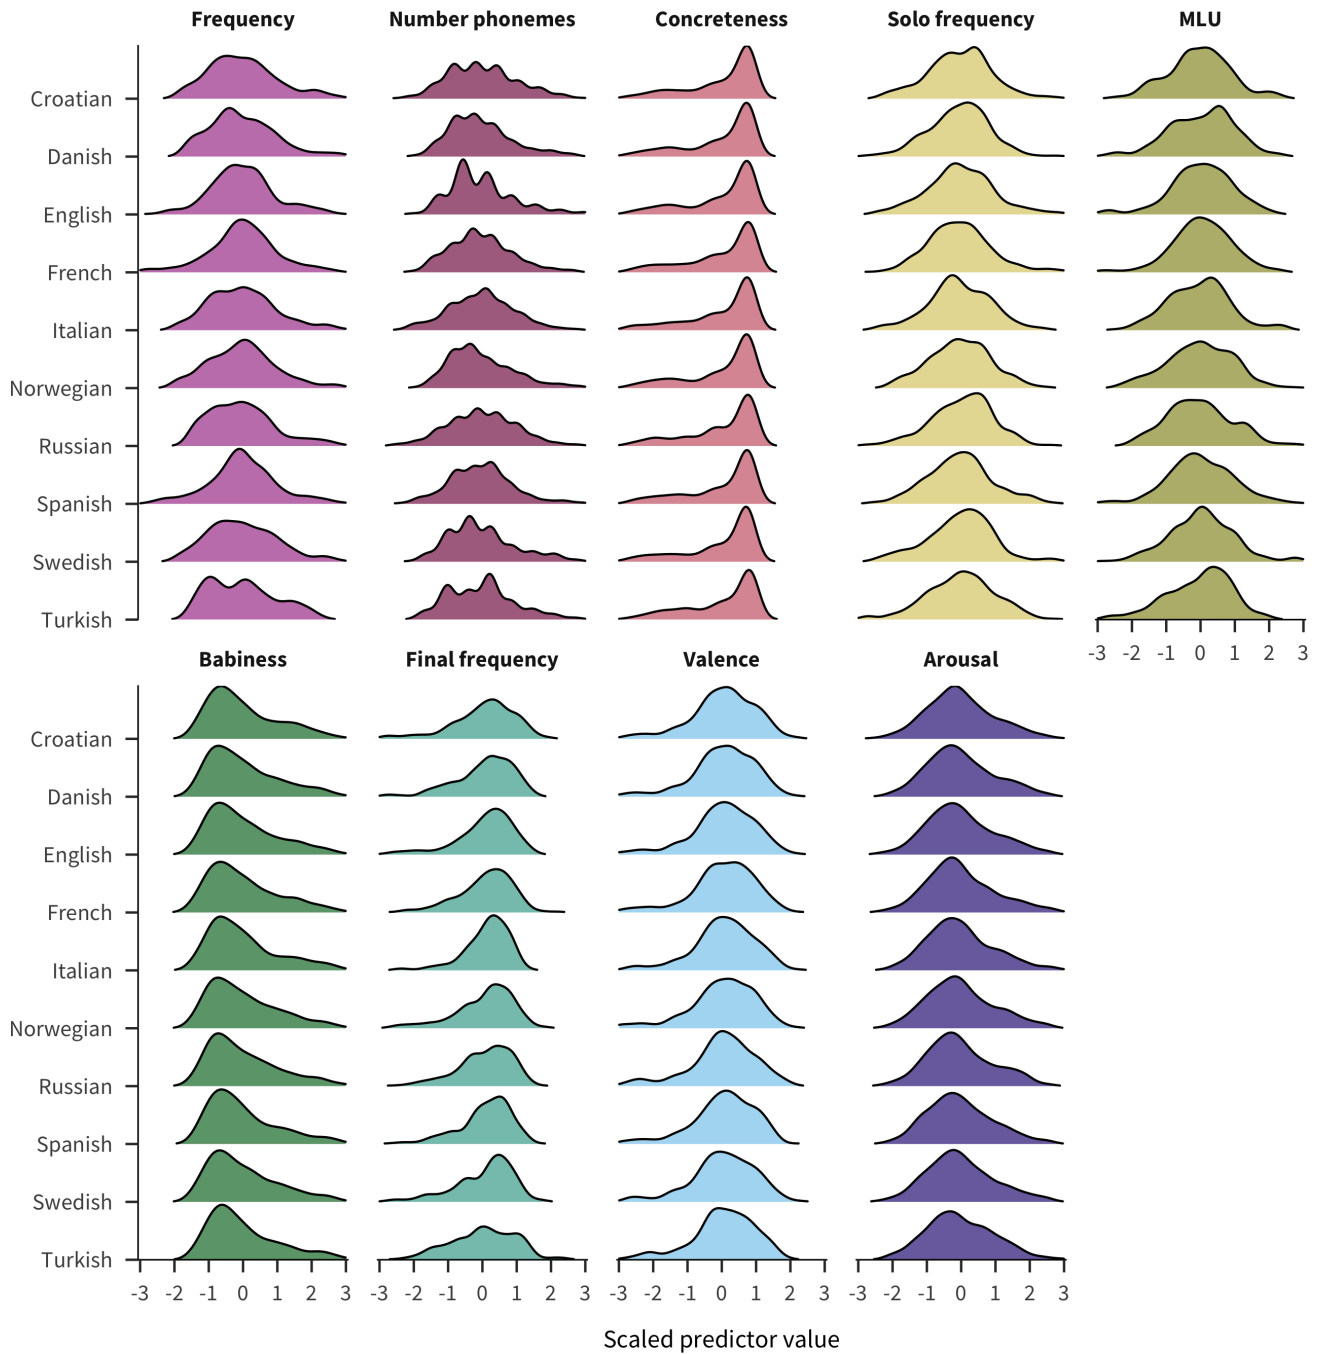 Frequency Number phonemes Concreteness Solo frequency MLU
Croatian
Danish
English
French
Italian
Norwegian
Russian
Spanish
Swedish
Turkish
-3 -2 -1 0 1 2 3
Babiness Final frequency Valence Arousal
Croatian
Danish
English
French
Italian
Norwegian
Russian
Spanish
Swedish
Turkish
-3 -2 -1 0 1 2 3 -3 -2 -1 0 1 2 3 -3 -2 -1 0 1 2 3 -3 -2 -1 0 1 2 3
Scaled predictor value